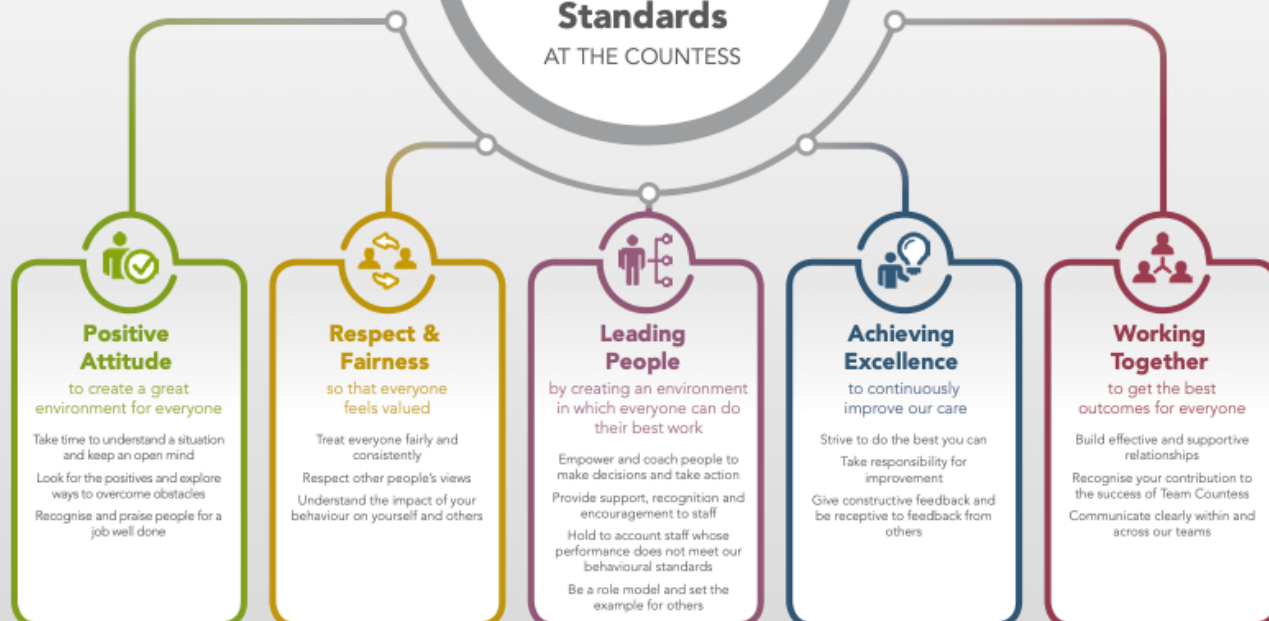 Standards
AT THE COUNTESS
Positive
Attitude
to create a great
environment for everyone
Take time to understand a situation
and keep an open mind
Look for the positives and explore
ways to overcome obstacles
Recognise and praise people for a
job well done
Respect &
Fairness
so that everyone
feels valued
Treat everyone fairly and
consistently
Respect other people's views
Understand the impact of your
behaviour on yourself and others
Leading
People
by creating an environment
in which everyone can do
their best work
Empower and coach people to
make decisions and take action
Provide support, recognition and
encouragement to staff
Hold to account staff whose
performance does not meet our
behavioural standards
Be a role model and set the
example for others
Achieving
Excellence
to continuously
improve our care
Strive to do the best you can
Take responsibility for
improvement
Give constructive feedback and
be receptive to feedback from
others
Working
Together
to get the best
outcomes for everyone
Build effective and supportive
relationships
Recognise your contribution to
the success of Team Countess
Communicate clearly within and
across our teams